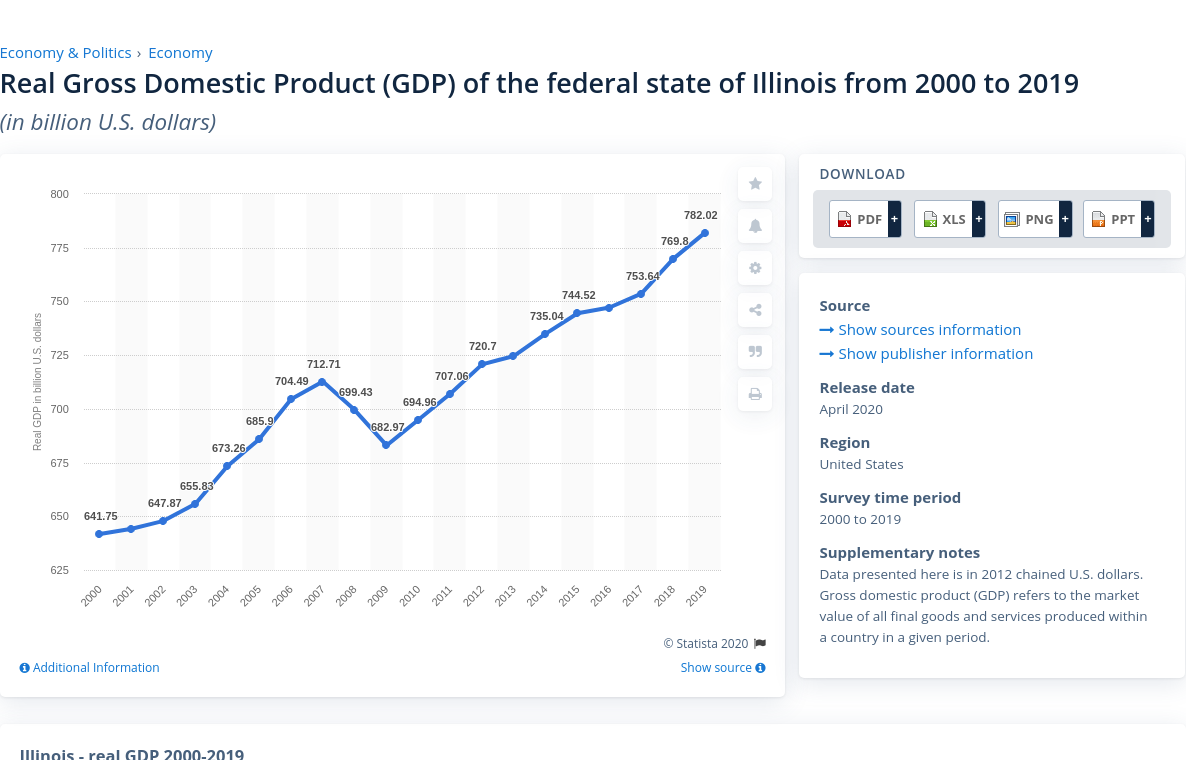 Economy & Politics › Economy
Real Gross Domestic Product (GDP) of the federal state of Illinois from 2000 to 2019
(in billion U.S. dollars)
DOWNLOAD
PDF + XLS + PNG + PPT +
800
775
750
725
700
675
650
625
Real GDP in billion U.S. dollars
641.75
647.87
655.83
673.26
685.9
704.49
712.71
699.43
682.97
694.96
707.06
720.7
735.04
744.52
753.64
769.8
782.02
2000 2001 2002 2003 2004 2005 2006 2007 2008 2009 2010 2011 2012 2013 2014 2015 2016 2017 2018 2019
© Statista 2020
Additional Information
Show source
Source
Show sources information
Show publisher information
Release date
April 2020
Region
United States
Survey time period
2000 to 2019
Supplementary notes
Data presented here is in 2012 chained U.S. dollars.
Gross domestic product (GDP) refers to the market
value of all final goods and services produced within
a country in a given period.
Illinois - real GDP 2000-2019